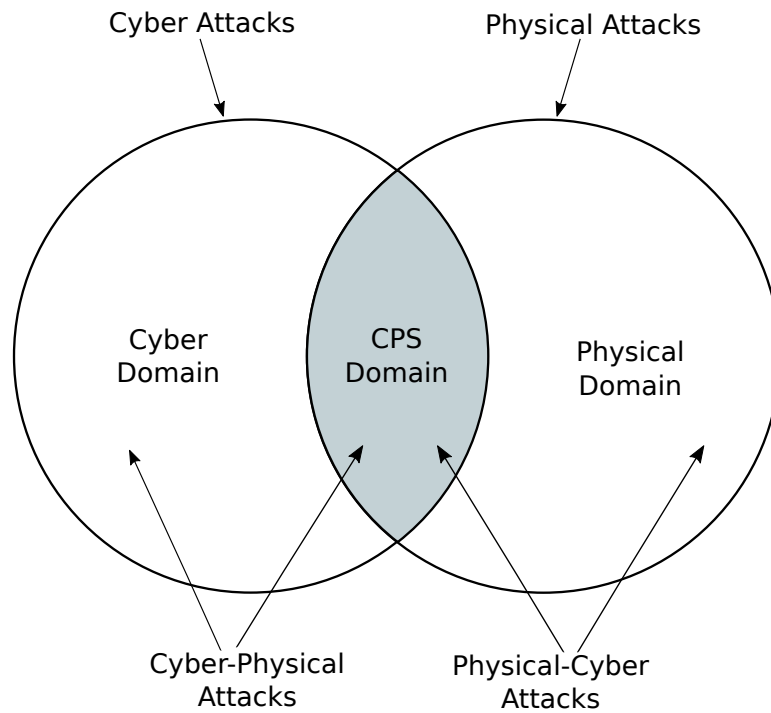 Cyber Attacks
Physical Attacks
Cyber
Domain
CPS
Domain
Physical
Domain
Cyber-Physical
Attacks
Physical-Cyber
Attacks